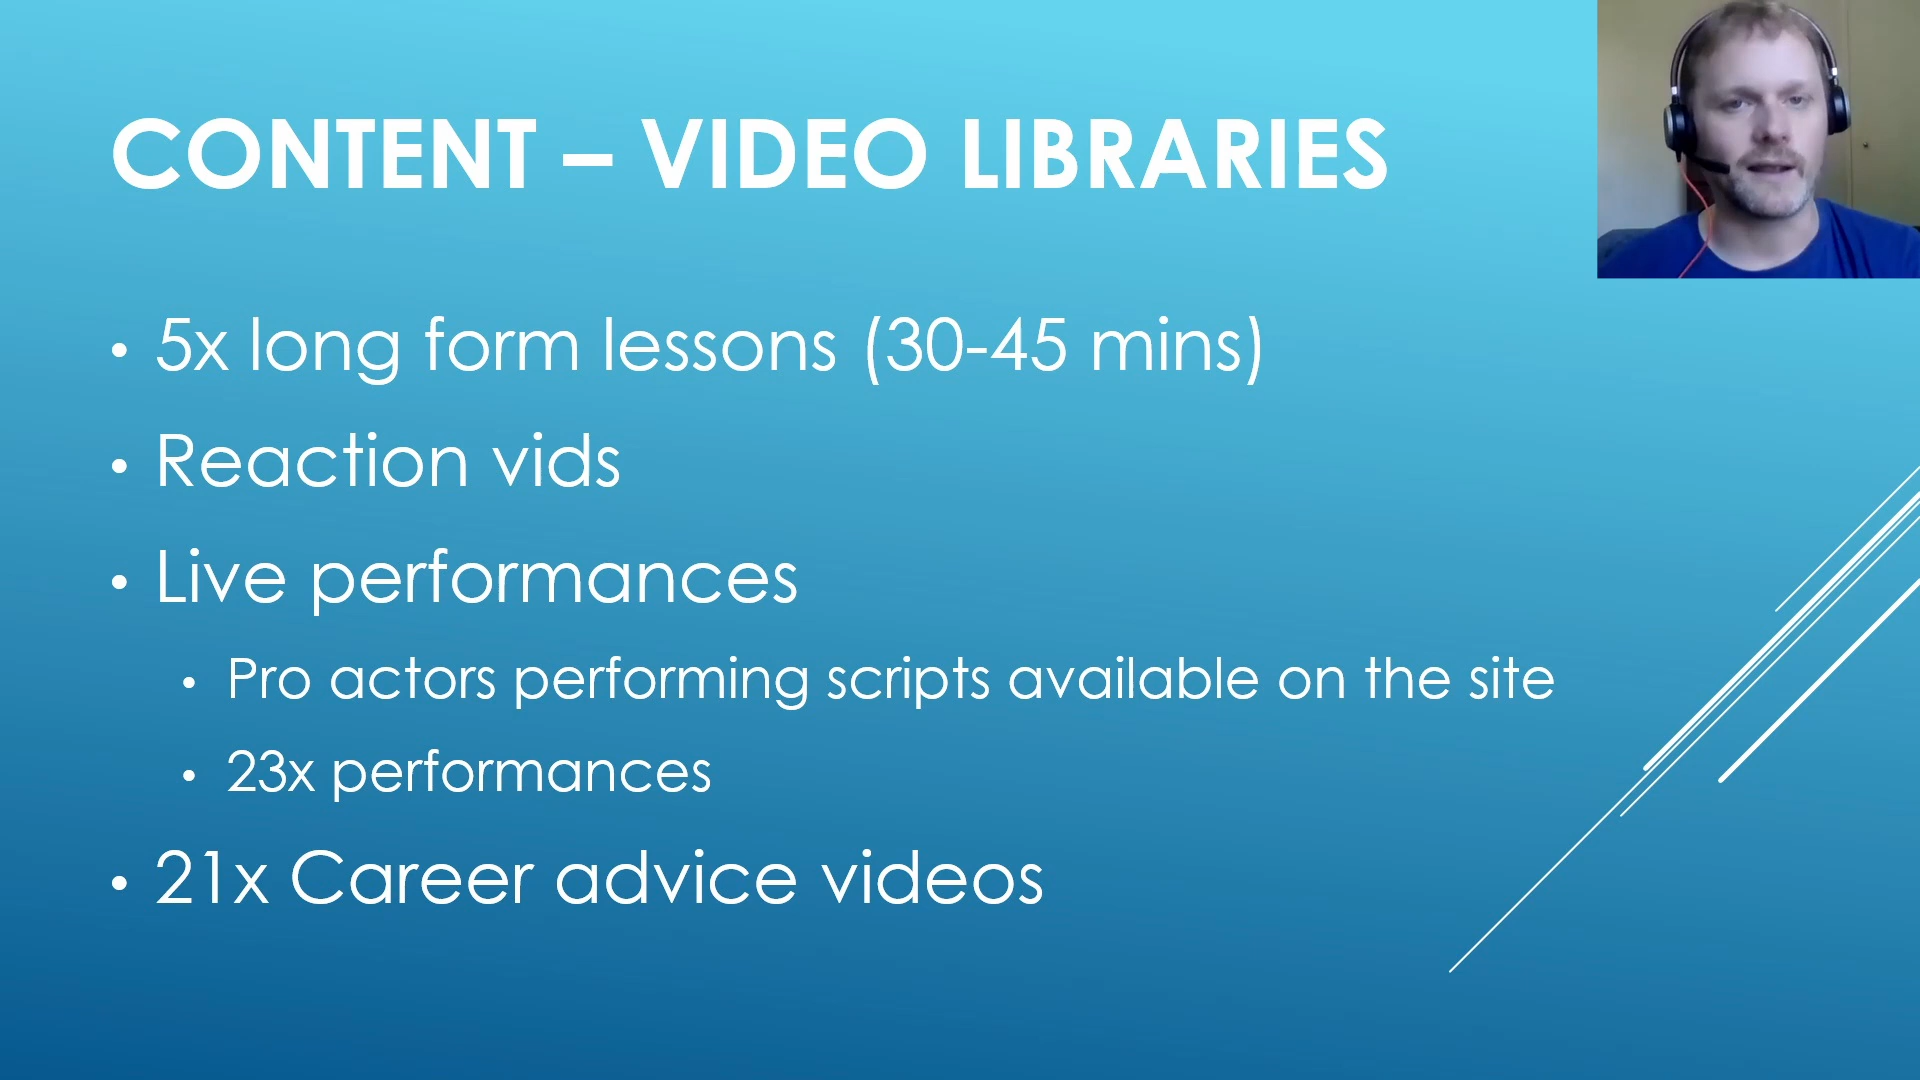 CONTENT – VIDEO LIBRARIES
• 5x long form lessons (30-45 mins)
• Reaction vids
• Live performances
• Pro actors performing scripts available on the site
• 23x performances
• 21x Career advice videos